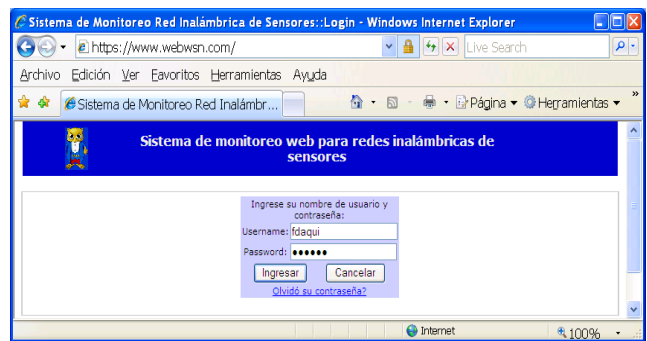 Sistema de Monitoreo Red Inalámbrica de Sensores::Login - Windows Internet Explorer
https://www.webwsn.com/
Live Search
Archivo Edición Ver Favoritos Herramientas Ayuda
Sistema de Monitoreo Red Inalámbr...
Página
Herramientas
»
Sistema de monitoreo web para redes inalámbricas de
sensores
Ingrese su nombre de usuario y
contraseña:
Username: fdaqui
Password: ●●●●●●
Ingresar Cancelar
Olvidó su contraseña?
Internet 100%